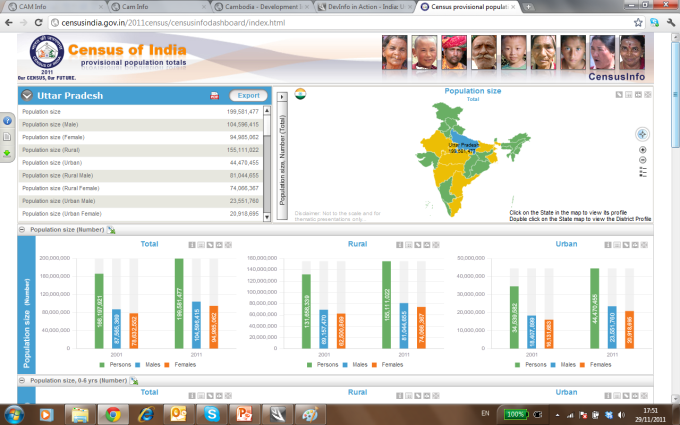 CAM Info
Cam Info
Cambodia - Development I
DevInfo in Action - India: U
Census provisional populat
censusindia.gov.in/2011census/censusinfodashboard/index.html
2011
Our CENSUS, Our FUTURE.
Census of India
provisional population totals
CensusInfo
Uttar Pradesh
Export
Population size 199,581,477
Population size (Male) 104,596,415
Population size (Female) 94,985,062
Population size (Rural) 155,111,022
Population size (Urban) 44,470,455
Population size (Rural Male) 81,044,655
Population size (Rural Female) 74,066,367
Population size (Urban Male) 23,551,760
Population size (Urban Female) 20,918,695
Population size, Number (Total)
Population size
Total
Uttar Pradesh
199,581,477
Disclaimer: Not to the scale and for
thematic presentations only.
Click on the State in the map to view its profile
Double click on the State to view the District Profile
Population size (Number)
Population size (Number)
Total
200,000,000
160,000,000
120,000,000
80,000,000
40,000,000
0
166,197,921
87,565,369
78,632,552
199,581,477
104,596,415
94,985,062
2001
2011
Persons Males Females
Rural
160,000,000
140,000,000
120,000,000
100,000,000
80,000,000
60,000,000
40,000,000
20,000,000
0
131,658,339
69,157,470
62,500,869
155,111,022
81,044,655
74,066,367
2001
2011
Persons Males Females
Urban
50,000,000
40,000,000
30,000,000
20,000,000
10,000,000
0
34,539,582
18,407,899
16,131,683
44,470,455
23,551,760
20,918,695
2001
2011
Persons Males Females
Population size, 0-6 yrs (Number)
Total
Rural
Urban
EN
100%
17:51
29/11/2011